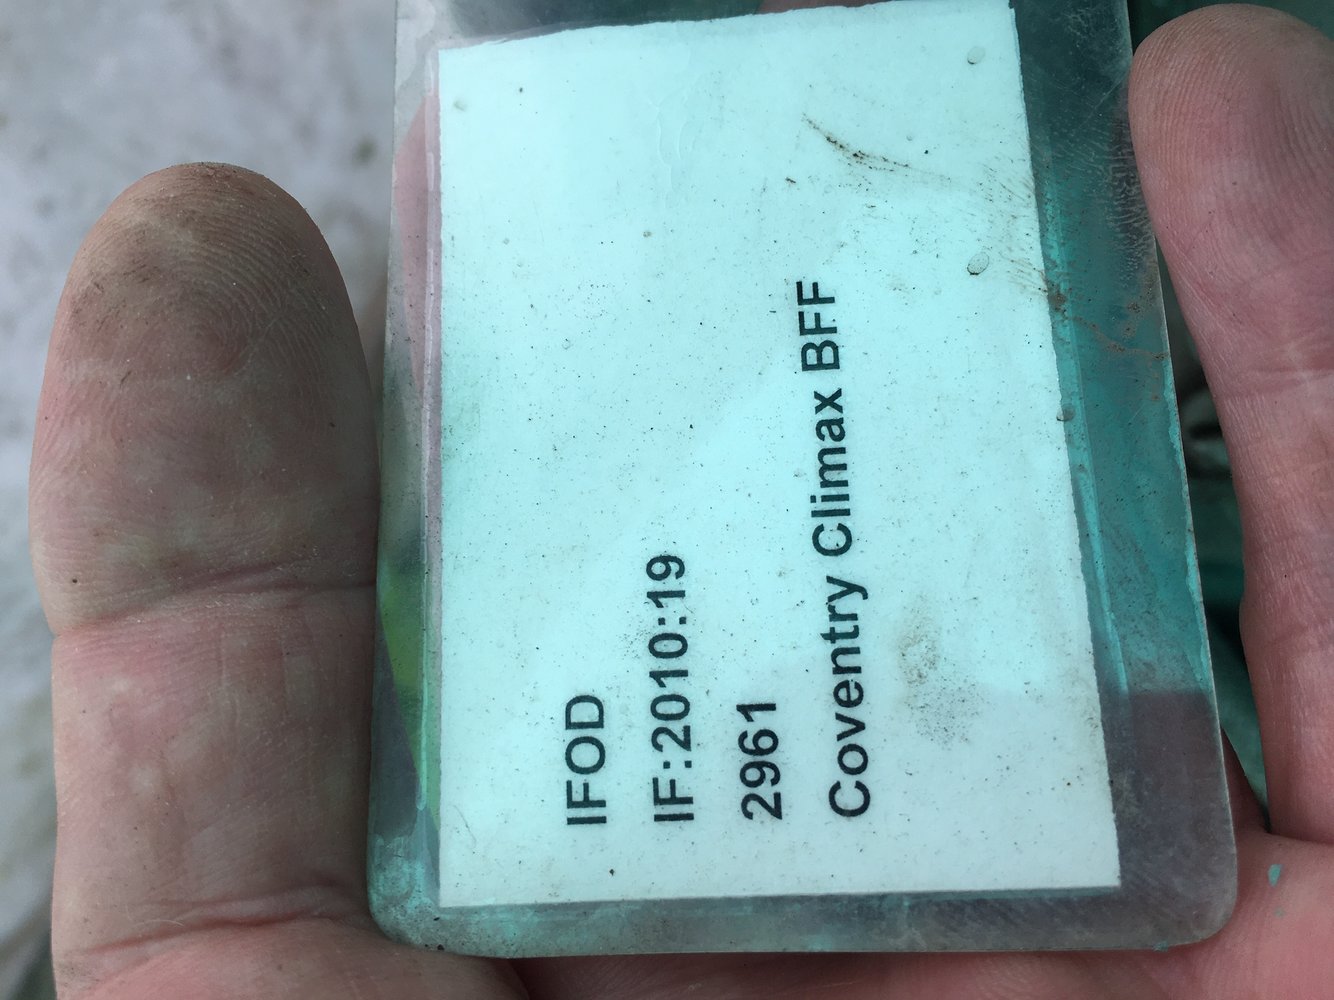 IFOD
IF:2010:19
2961
Coventry Climax BFF